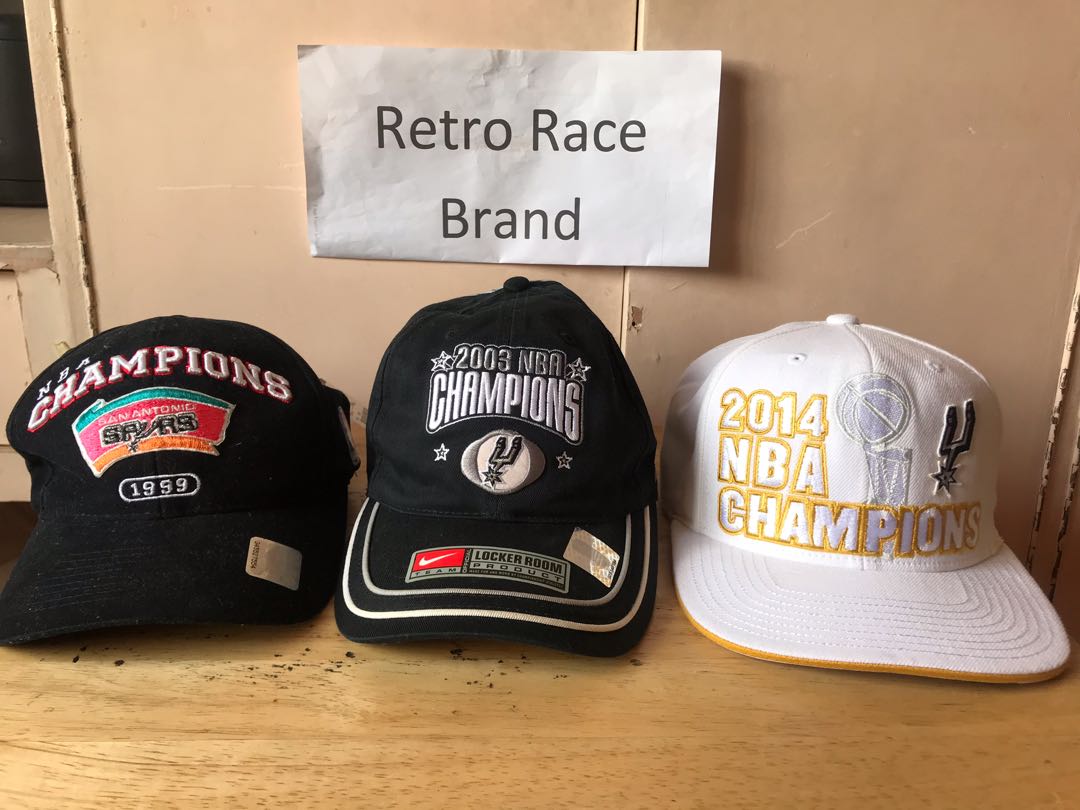 Retro Race
Brand
NBA
CHAMPIONS
SAN ANTONIO
SPURS
1999
2003 NBA
CHAMPIONS
TEAM
LOCKER ROOM
PRODUCT
2014
NBA
CHAMPIONS